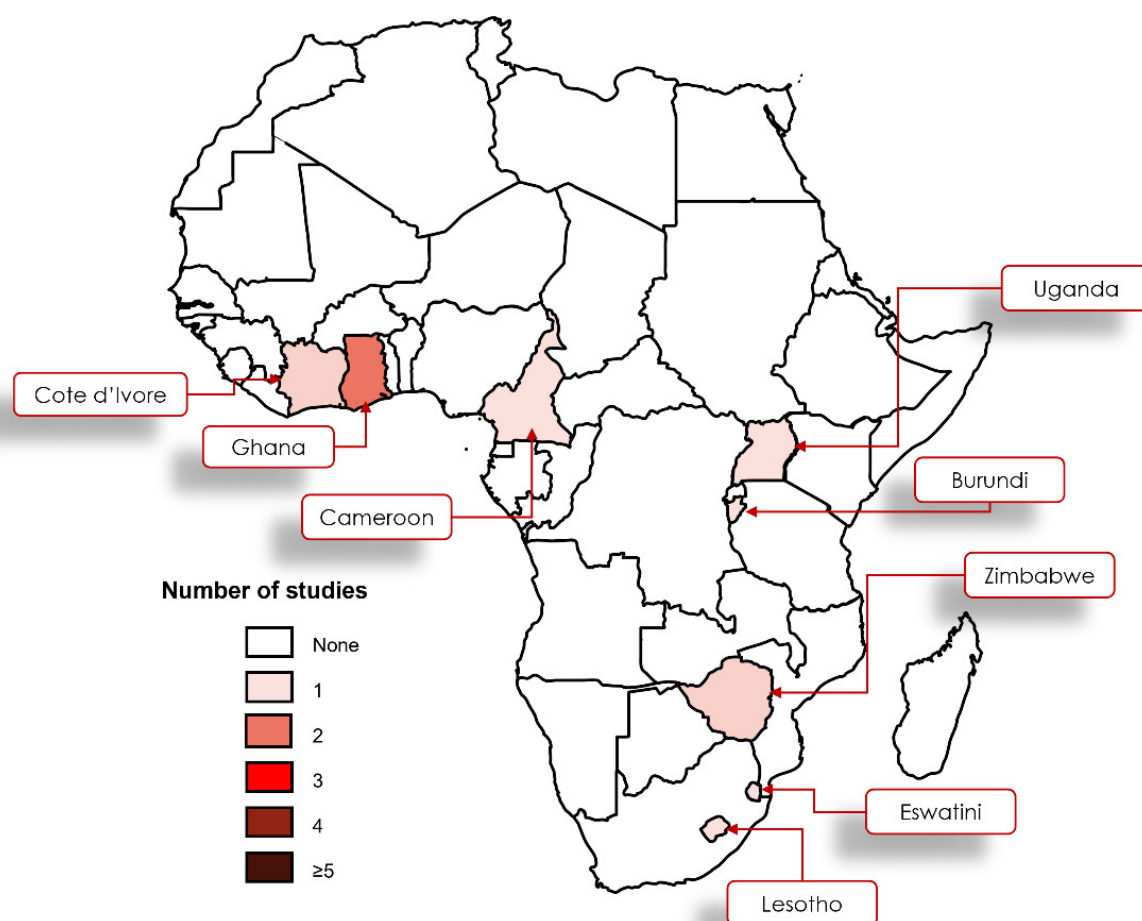 Uganda
Cote d'Ivore
Ghana
Burundi
Cameroon
Zimbabwe
Number of studies
None
1
2
3
4
≥5
Eswatini
Lesotho